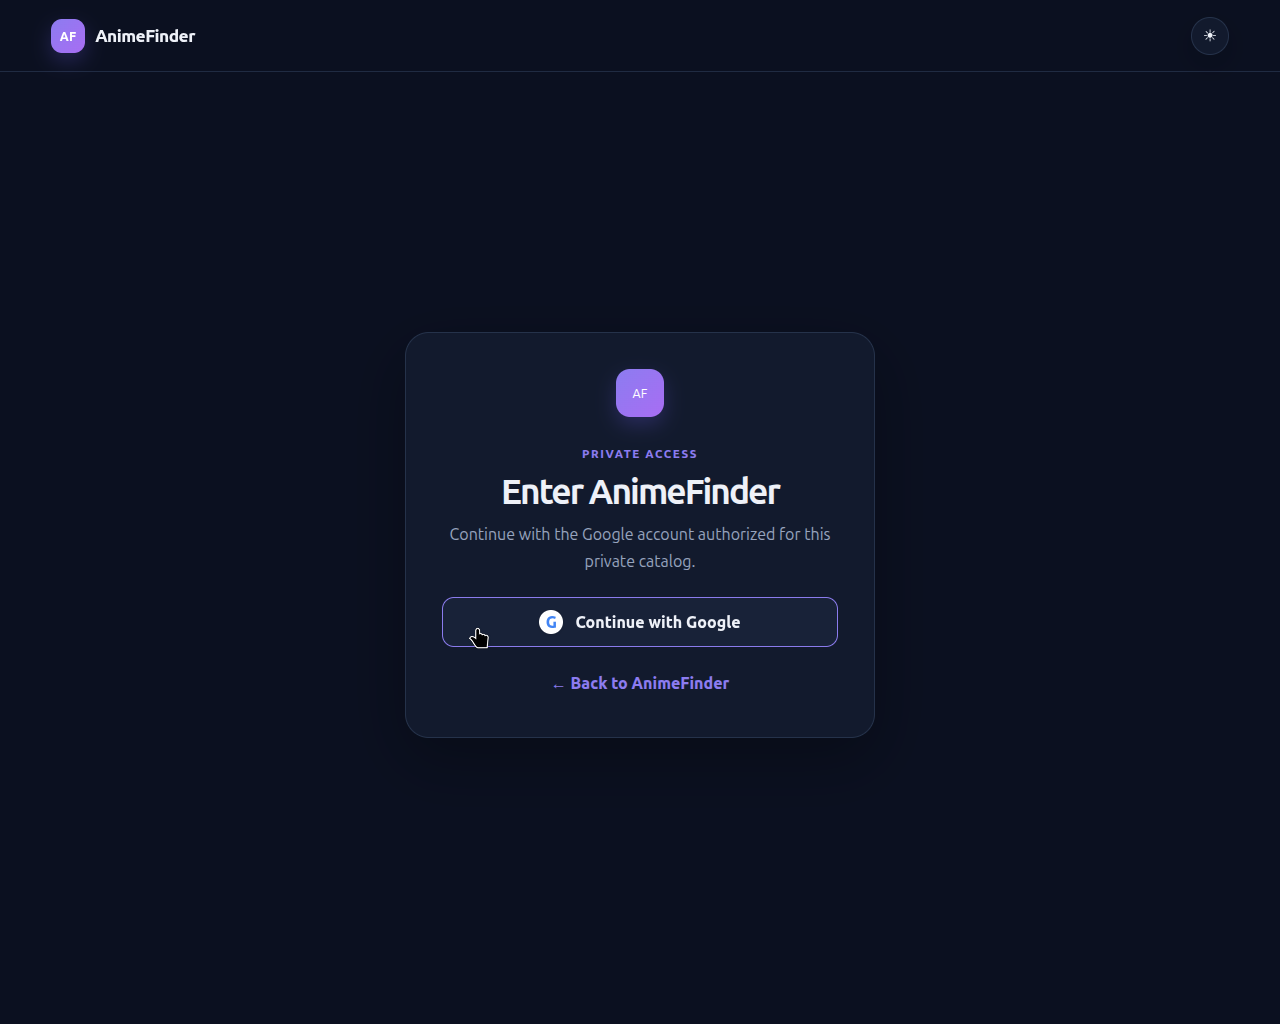 AF AnimeFinder
AF
PRIVATE ACCESS
Enter AnimeFinder
Continue with the Google account authorized for this
private catalog.
G Continue with Google
← Back to AnimeFinder